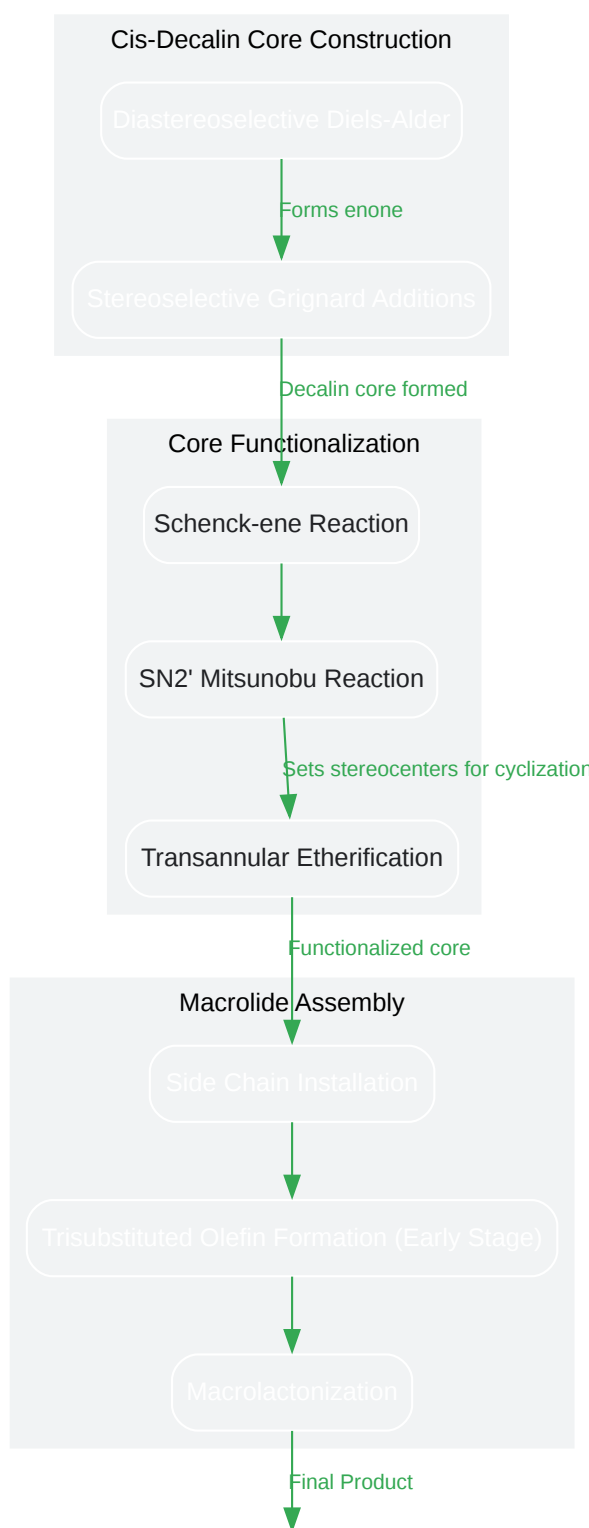 Cis-Decalin Core Construction
Diastereoselective Diels-Alder
Forms enone
Stereoselective Grignard Additions
Decalin core formed
Core Functionalization
Schenck-ene Reaction
SN2' Mitsunobu Reaction
Sets stereocenters for cyclization
Transannular Etherification
Functionalized core
Macrolide Assembly
Side Chain Installation
Trisubstituted Olefin Formation (Early Stage)
Macrolactonization
Final Product